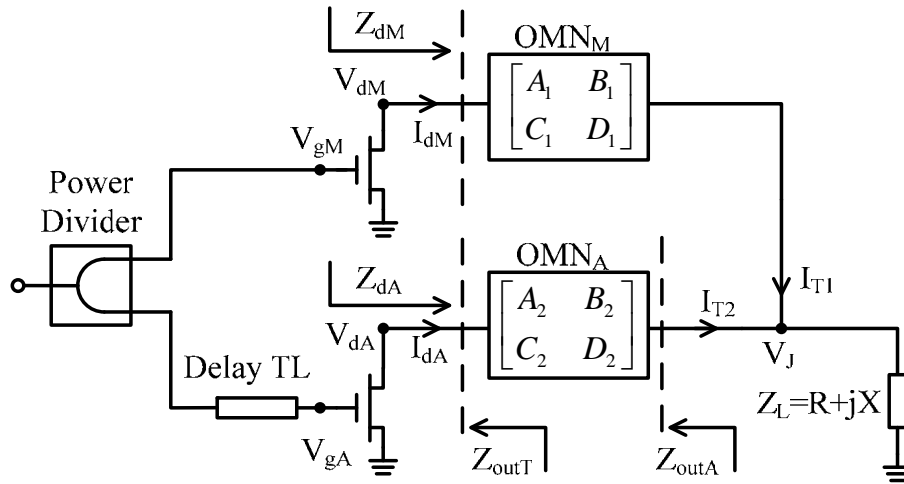 Z_dM
OMN_M
V_dM
A_1 B_1
C_1 D_1
I_dM
V_gM
Power
Divider
Z_dA
OMN_A
I_T1
V_dA
A_2 B_2
C_2 D_2
I_dA
I_T2
V_J
Delay TL
Z_L=R+jX
V_gA
Z_outT
Z_outA